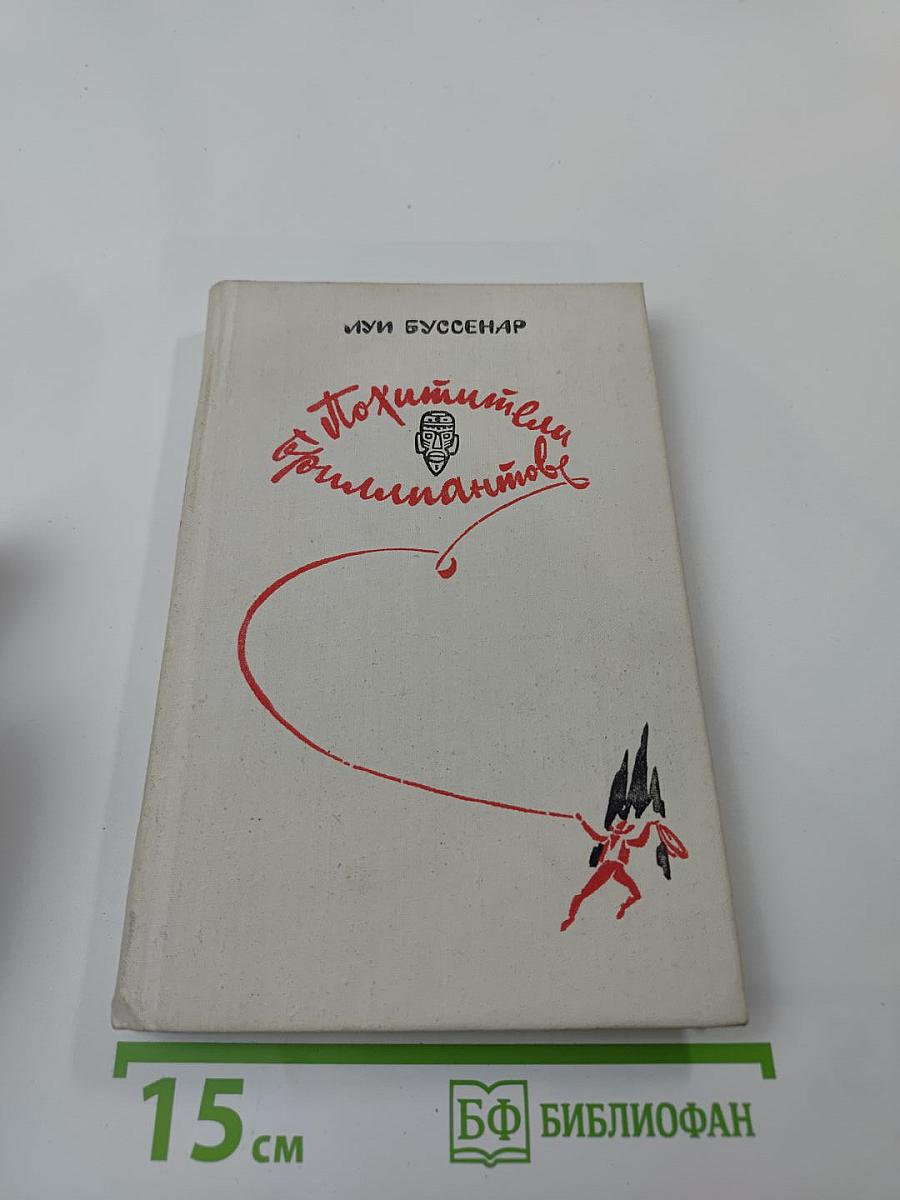 ЛУИ БУССЕНАР
Похитители
бриллиантов
15 см
БФ БИБЛИОФАН